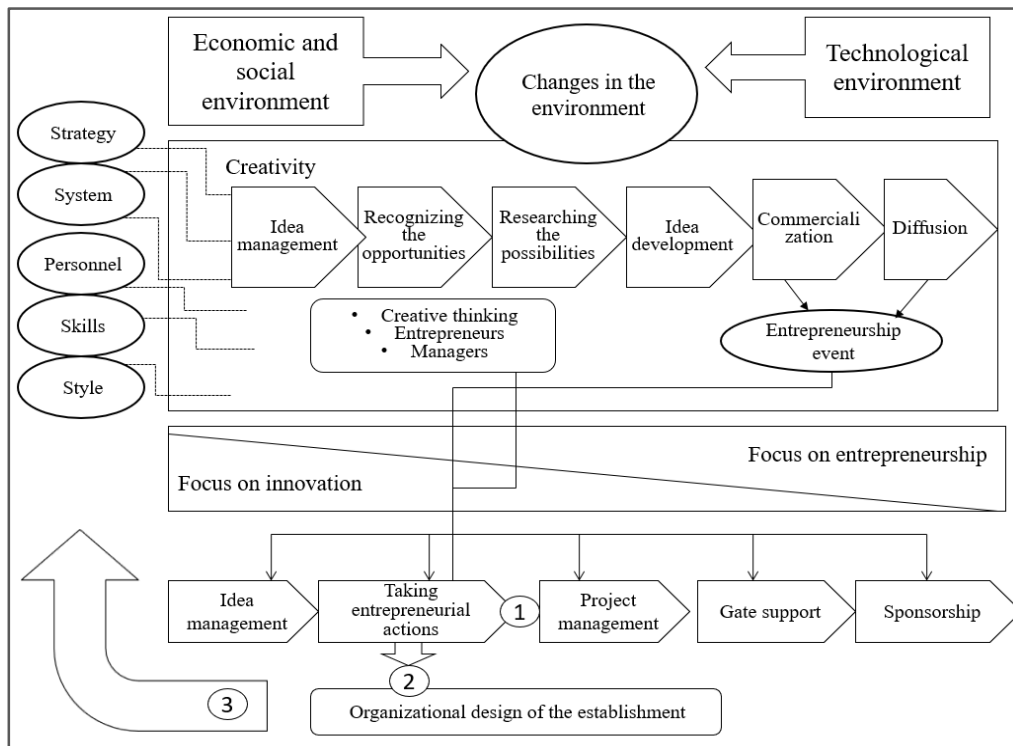 Economic and
social
environment
Changes in the
environment
Technological
environment
Strategy
System
Personnel
Skills
Style
Creativity
Idea
management
Recognizing
the
opportunities
Researching
the
possibilities
Idea
development
Commerciali
zation
Diffusion
• Creative thinking
• Entrepreneurs
• Managers
Entrepreneurship
event
Focus on innovation
Focus on entrepreneurship
Idea
management
Taking
entrepreneurial
actions
1
Project
management
Gate support
Sponsorship
2
3
Organizational design of the establishment